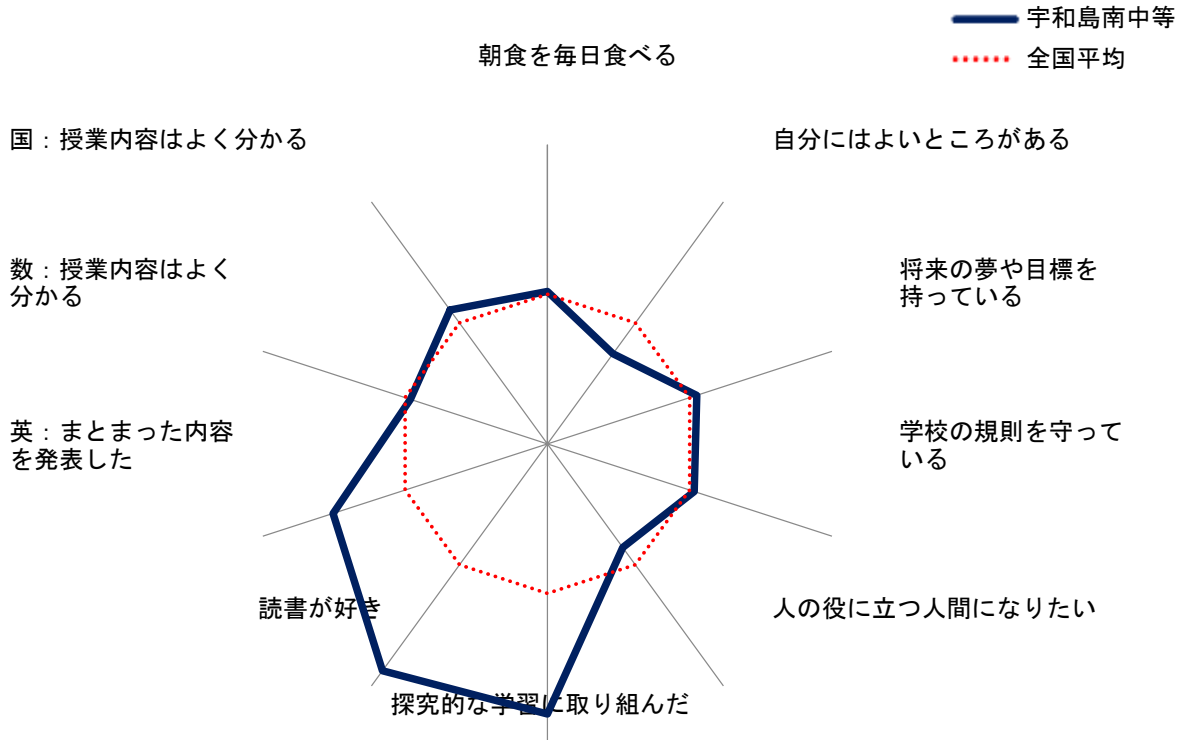 宇和島南中等
全国平均
朝食を毎日食べる
自分にはよいところがある
将来の夢や目標を
持っている
学校の規則を守って
いる
人の役に立つ人間になりたい
探究的な学習に取り組んだ
読書が好き
英：まとまった内容
を発表した
数：授業内容はよく
分かる
国：授業内容はよく分かる